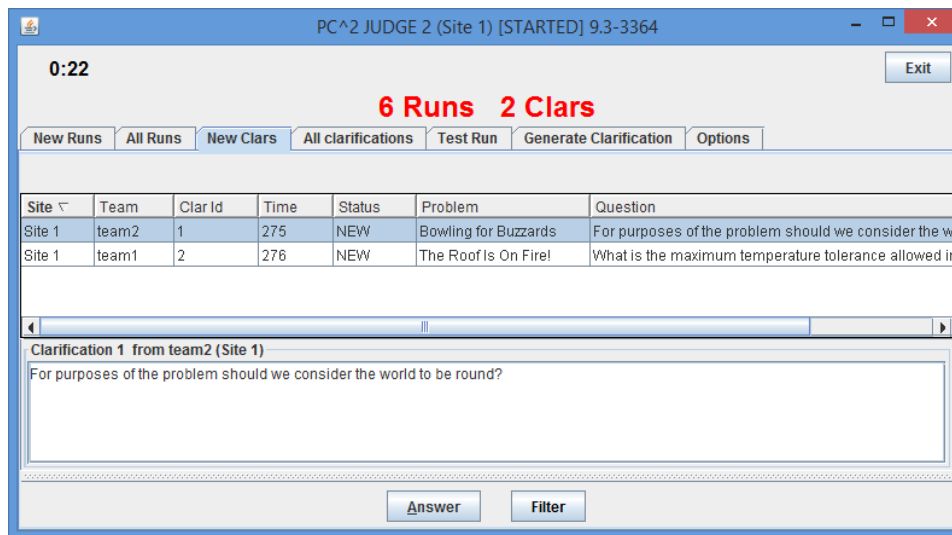 PC^2 JUDGE 2 (Site 1) [STARTED] 9.3-3364
0:22
Exit
6 Runs 2 Clars
New Runs All Runs New Clars All clarifications Test Run Generate Clarification Options
Site Team Clar Id Time Status Problem Question
Site 1 team2 1 275 NEW Bowling for Buzzards For purposes of the problem should we consider the w
Site 1 team1 2 276 NEW The Roof Is On Fire! What is the maximum temperature tolerance allowed in
Clarification 1 from team2 (Site 1)
For purposes of the problem should we consider the world to be round?
Answer Filter